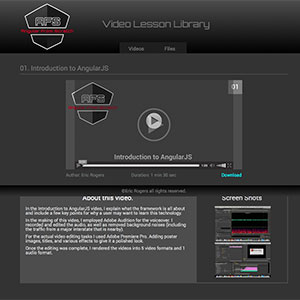 APS
Video Lesson Library
Videos
Files
01. Introduction to AngularJS
APS
01
Introduction to AngularJS
Author: Eric Rogers
Duration: 1 min 30 sec
Download
©Eric Rogers all rights reserved.
About this video.
Screen Shots
In the Introduction to AngularJS video, I explain what the framework is all about
and include a few key points for why a user may want to learn this technology.
In the making of this video, I employed Adobe Audition for the voiceover. I
recorded and edited the audio, as well as removed background noises (including
the traffic from a major interstate that is nearby).
For the actual video editing tasks I used Adobe Premiere Pro. Adding poster
images, titles, and various effects to give it a polished look.
Once the editing was complete, I rendered the videos into 5 video formats and 1
audio format.